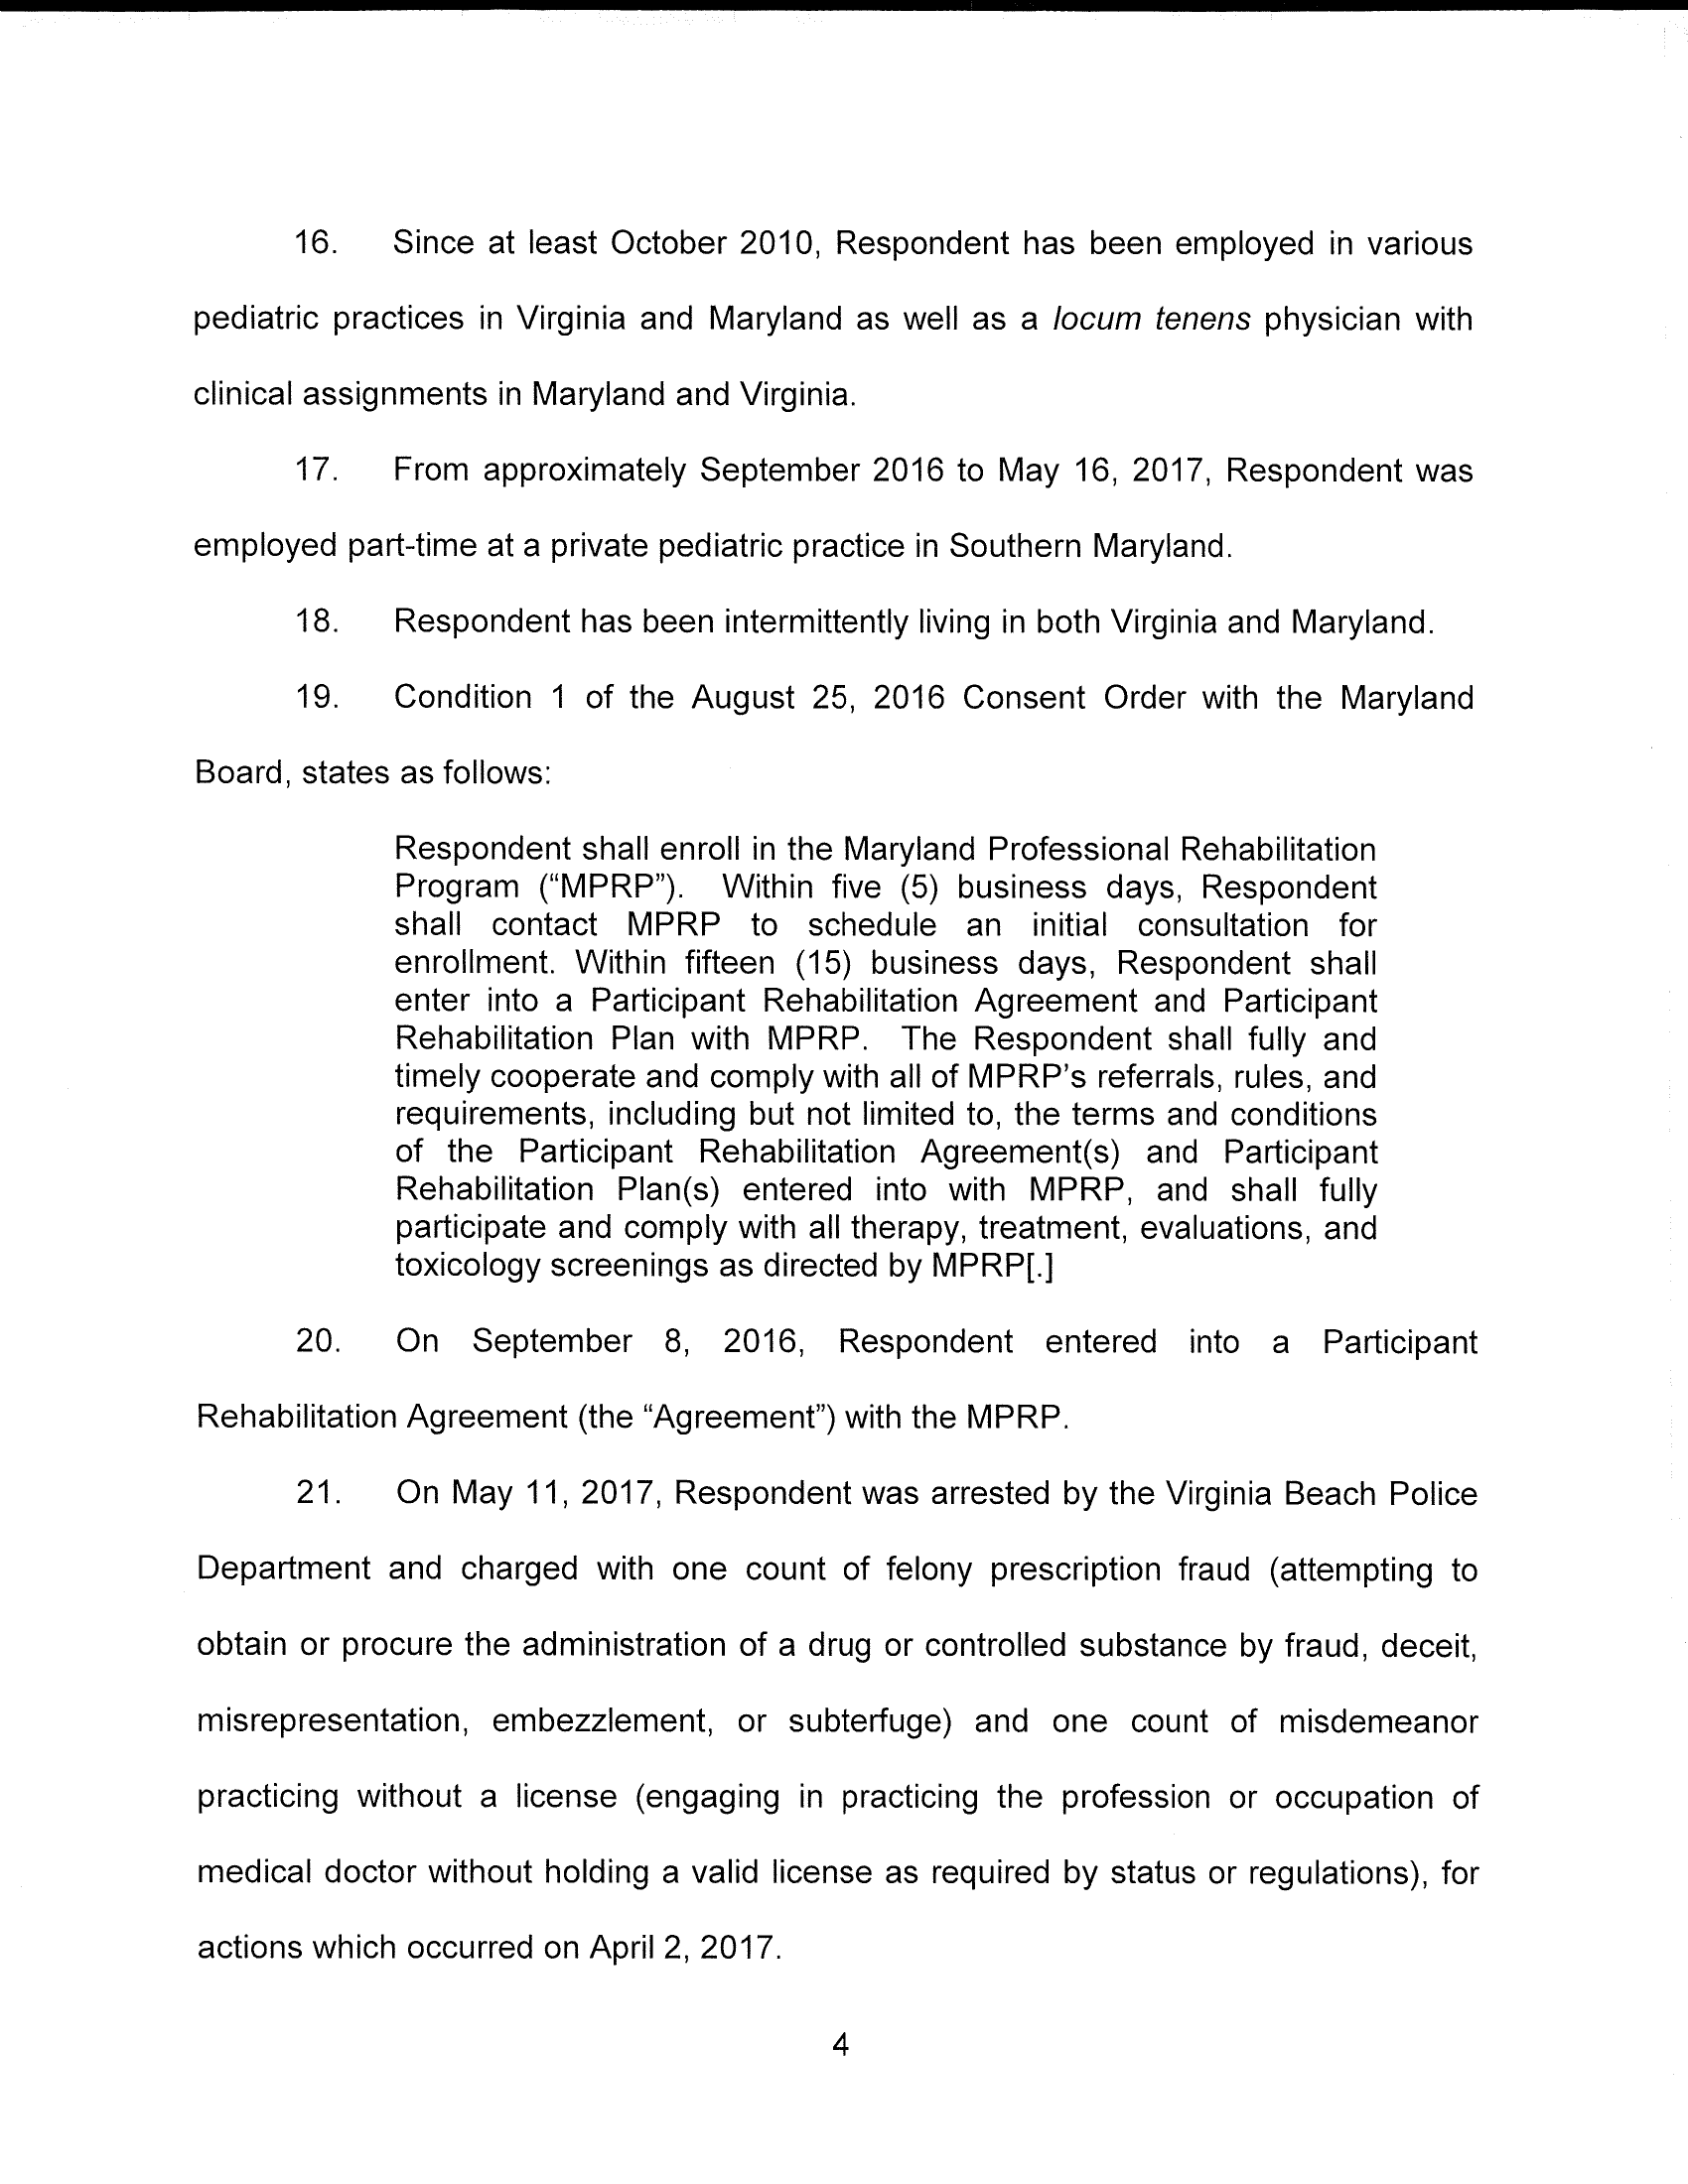 16. Since at least October 2010, Respondent has been employed in various
pediatric practices in Virginia and Maryland as well as a locum tenens physician with
clinical assignments in Maryland and Virginia.
17. From approximately September 2016 to May 16, 2017, Respondent was
employed part-time at a private pediatric practice in Southern Maryland.
18. Respondent has been intermittently living in both Virginia and Maryland.
19. Condition 1 of the August 25, 2016 Consent Order with the Maryland
Board, states as follows:
Respondent shall enroll in the Maryland Professional Rehabilitation
Program (“MPRP”). Within five (5) business days, Respondent
shall contact MPRP to schedule an initial consultation for
enrollment. Within fifteen (15) business days, Respondent shall
enter into a Participant Rehabilitation Agreement and Participant
Rehabilitation Plan with MPRP. The Respondent shall fully and
timely cooperate and comply with all of MPRP’s referrals, rules, and
requirements, including but not limited to, the terms and conditions
of the Participant Rehabilitation Agreement(s) and Participant
Rehabilitation Plan(s) entered into with MPRP, and shall fully
participate and comply with all therapy, treatment, evaluations, and
toxicology screenings as directed by MPRP[.]
20. On September 8, 2016, Respondent entered into a Participant
Rehabilitation Agreement (the “Agreement”) with the MPRP.
21. On May 11, 2017, Respondent was arrested by the Virginia Beach Police
Department and charged with one count of felony prescription fraud (attempting to
obtain or procure the administration of a drug or controlled substance by fraud, deceit,
misrepresentation, embezzlement, or subterfuge) and one count of misdemeanor
practicing without a license (engaging in practicing the profession or occupation of
medical doctor without holding a valid license as required by status or regulations), for
actions which occurred on April 2, 2017.
4